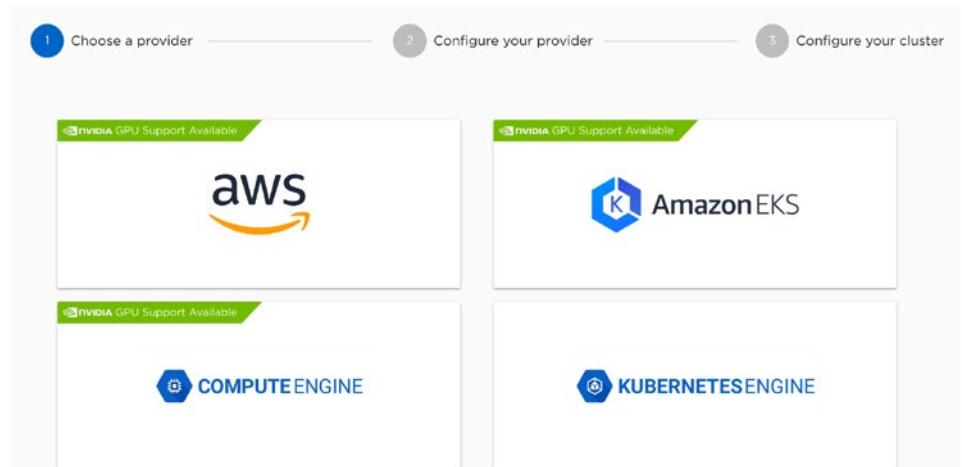 1 Choose a provider 2 Configure your provider 3 Configure your cluster
NVIDIA GPU Support Available
aws
NVIDIA GPU Support Available
K Amazon EKS
NVIDIA GPU Support Available
COMPUTE ENGINE
KUBERNETES ENGINE